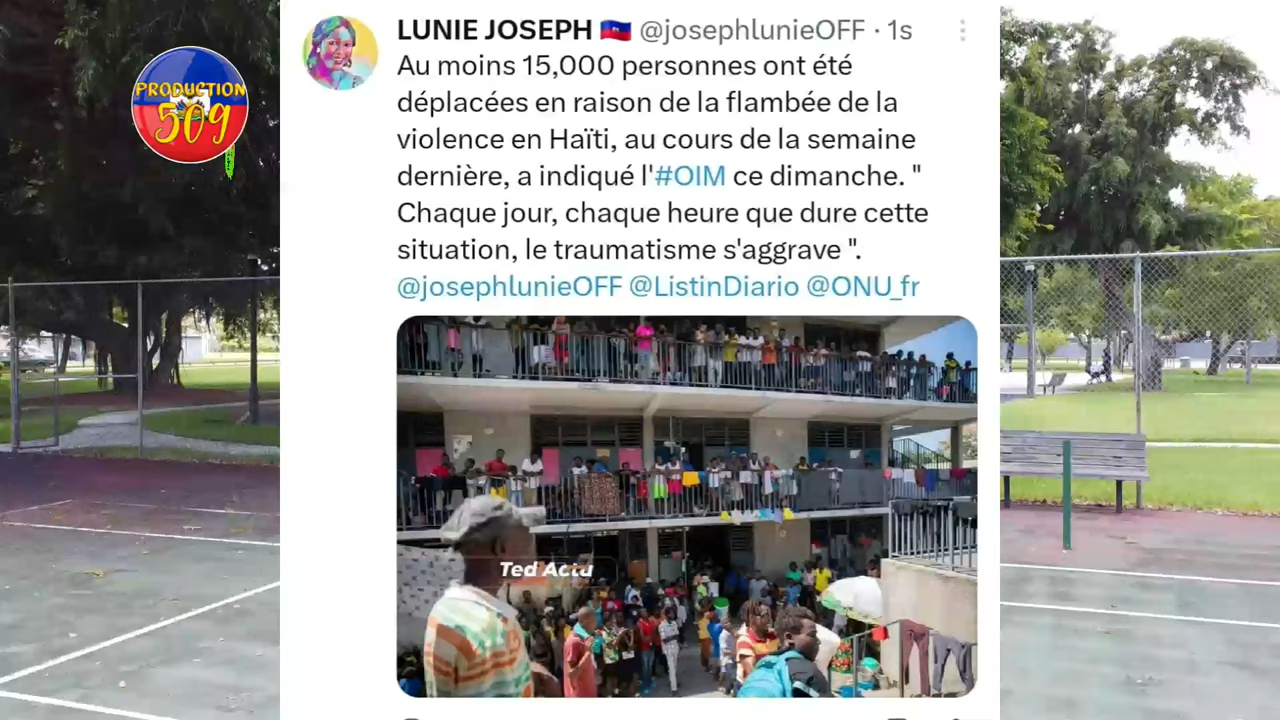 PRODUCTION
509
LUNIE JOSEPH 🇭🇹 @josephlunieOFF · 1s
Au moins 15,000 personnes ont été
déplacées en raison de la flambée de la
violence en Haïti, au cours de la semaine
dernière, a indiqué l'#OIM ce dimanche. "
Chaque jour, chaque heure que dure cette
situation, le traumatisme s'aggrave ".
@josephlunieOFF @ListinDiario @ONU_fr
Ted Actu